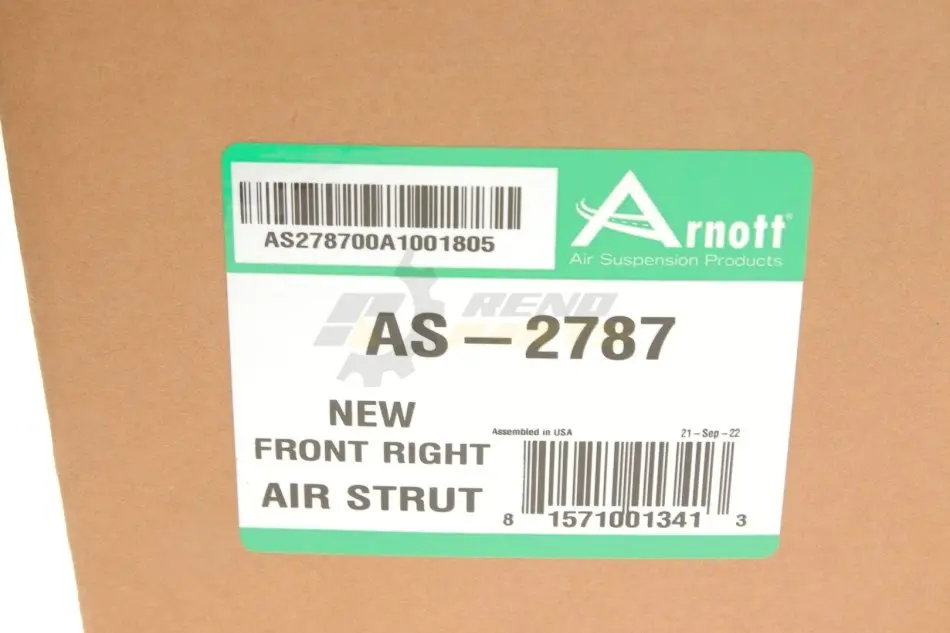 AS278700A1001805
Arnott®
Air Suspension Products
RENO
AS-2787
NEW
FRONT RIGHT
AIR STRUT
Assembled in USA
21-Sep-22
8 1571001341 3